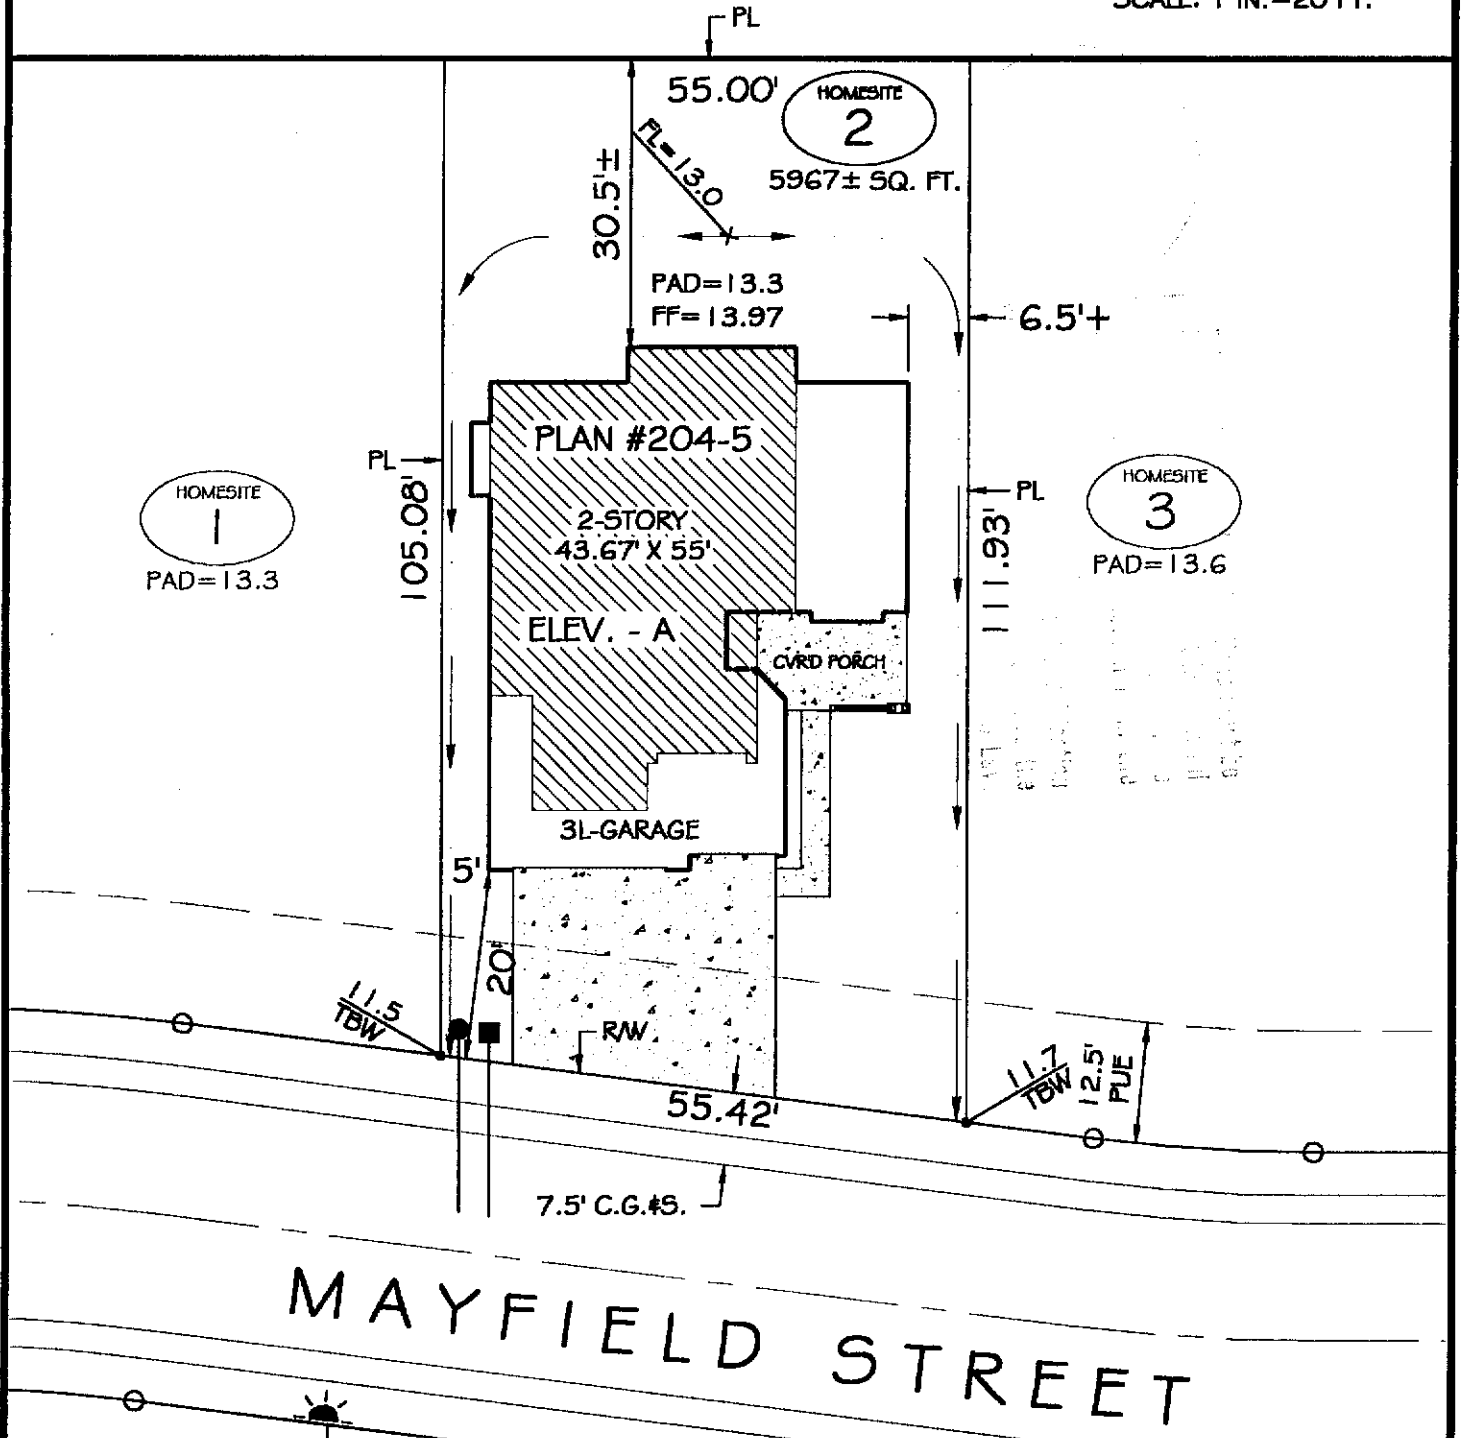 SCALE: 1 IN.=20 FT.
PL
55.00'
HOMESITE
2
5967± SQ. FT.
FL=13.0
30.5'±
PAD=13.3
FF=13.97
6.5'+
PLAN #204-5
PL
HOMESITE
1
PAD=13.3
105.08'
2-STORY
43.67' X 55'
PL
111.93'
HOMESITE
3
PAD=13.6
ELEV. - A
CVR'D PORCH
3L-GARAGE
5'
20'
11.5
TBW
R/W
55.42'
11.7
TBW
12.5'
PUE
7.5' C.G.&S.
MAYFIELD STREET